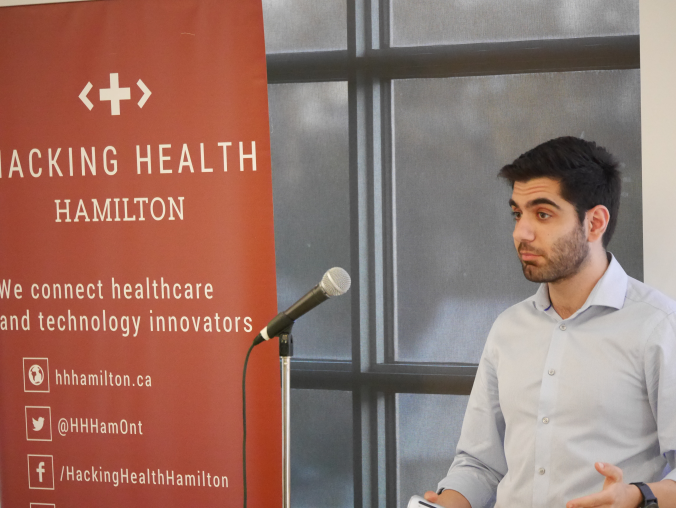 HACKING HEALTH
HAMILTON
We connect healthcare
and technology innovators
hhhamilton.ca
@HHHamOnt
/HackingHealthHamilton